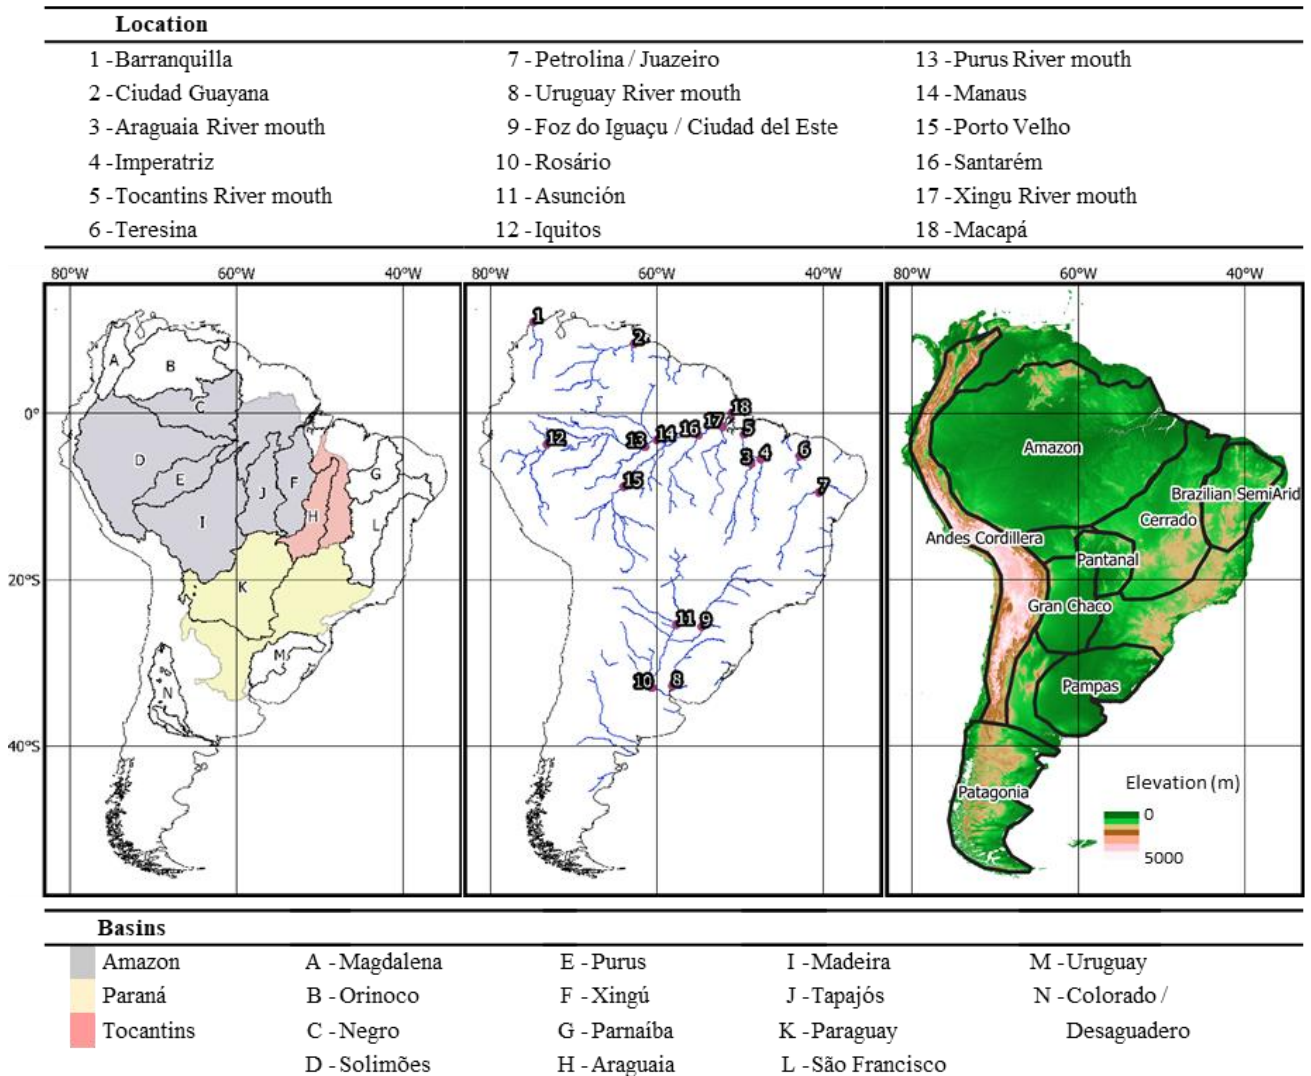 Location
1 -Barranquilla 7 -Petrolina / Juazeiro 13 -Purus River mouth
2 -Ciudad Guayana 8 -Uruguay River mouth 14 -Manaus
3 -Araguaia River mouth 9 -Foz do Iguaçu / Ciudad del Este 15 -Porto Velho
4 -Imperatriz 10 -Rosário 16 -Santarém
5 -Tocantins River mouth 11 -Asunción 17 -Xingu River mouth
6 -Teresina 12 -Iquitos 18 -Macapá
80°W 60°W 40°W 80°W 60°W 40°W 80°W 60°W 40°W
0°
20°S
40°S
A
B
C
D
E
J
F
G
H
I
L
K
M
N
1
2
18
17
5
16
14
13
12
3
4
6
15
7
11
9
10
8
Amazon
Brazilian SemiArid
Cerrado
Andes Cordillera
Pantanal
Gran Chaco
Pampas
Patagonia
Elevation (m)
0
5000
Basins
Amazon A -Magdalena E -Purus I -Madeira M -Uruguay
Paraná B -Orinoco F -Xingú J -Tapajós N -Colorado /
Tocantins C -Negro G -Parnaíba K -Paraguay Desaguadero
D -Solimões H -Araguaia L -São Francisco